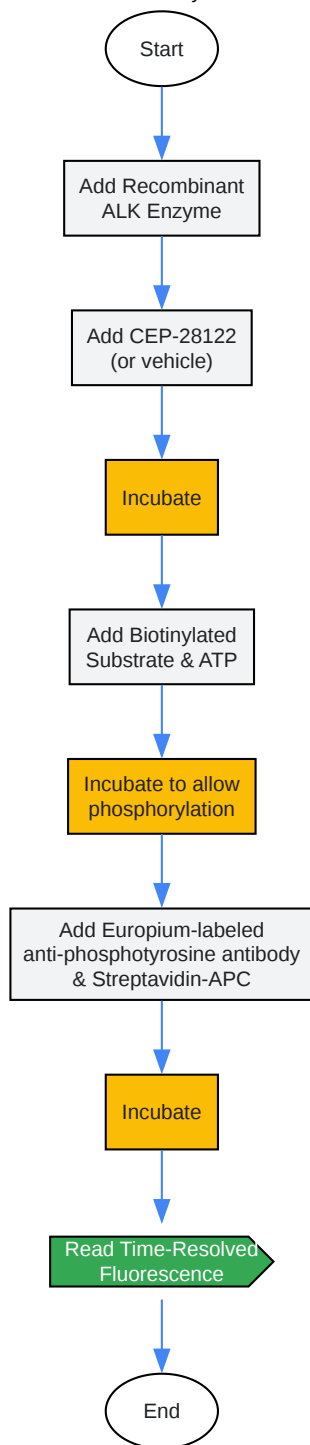 Start
Add Recombinant
ALK Enzyme
Add CEP-28122
(or vehicle)
Incubate
Add Biotinylated
Substrate & ATP
Incubate to allow
phosphorylation
Add Europium-labeled
anti-phosphotyrosine antibody
& Streptavidin-APC
Incubate
Read Time-Resolved
Fluorescence
End